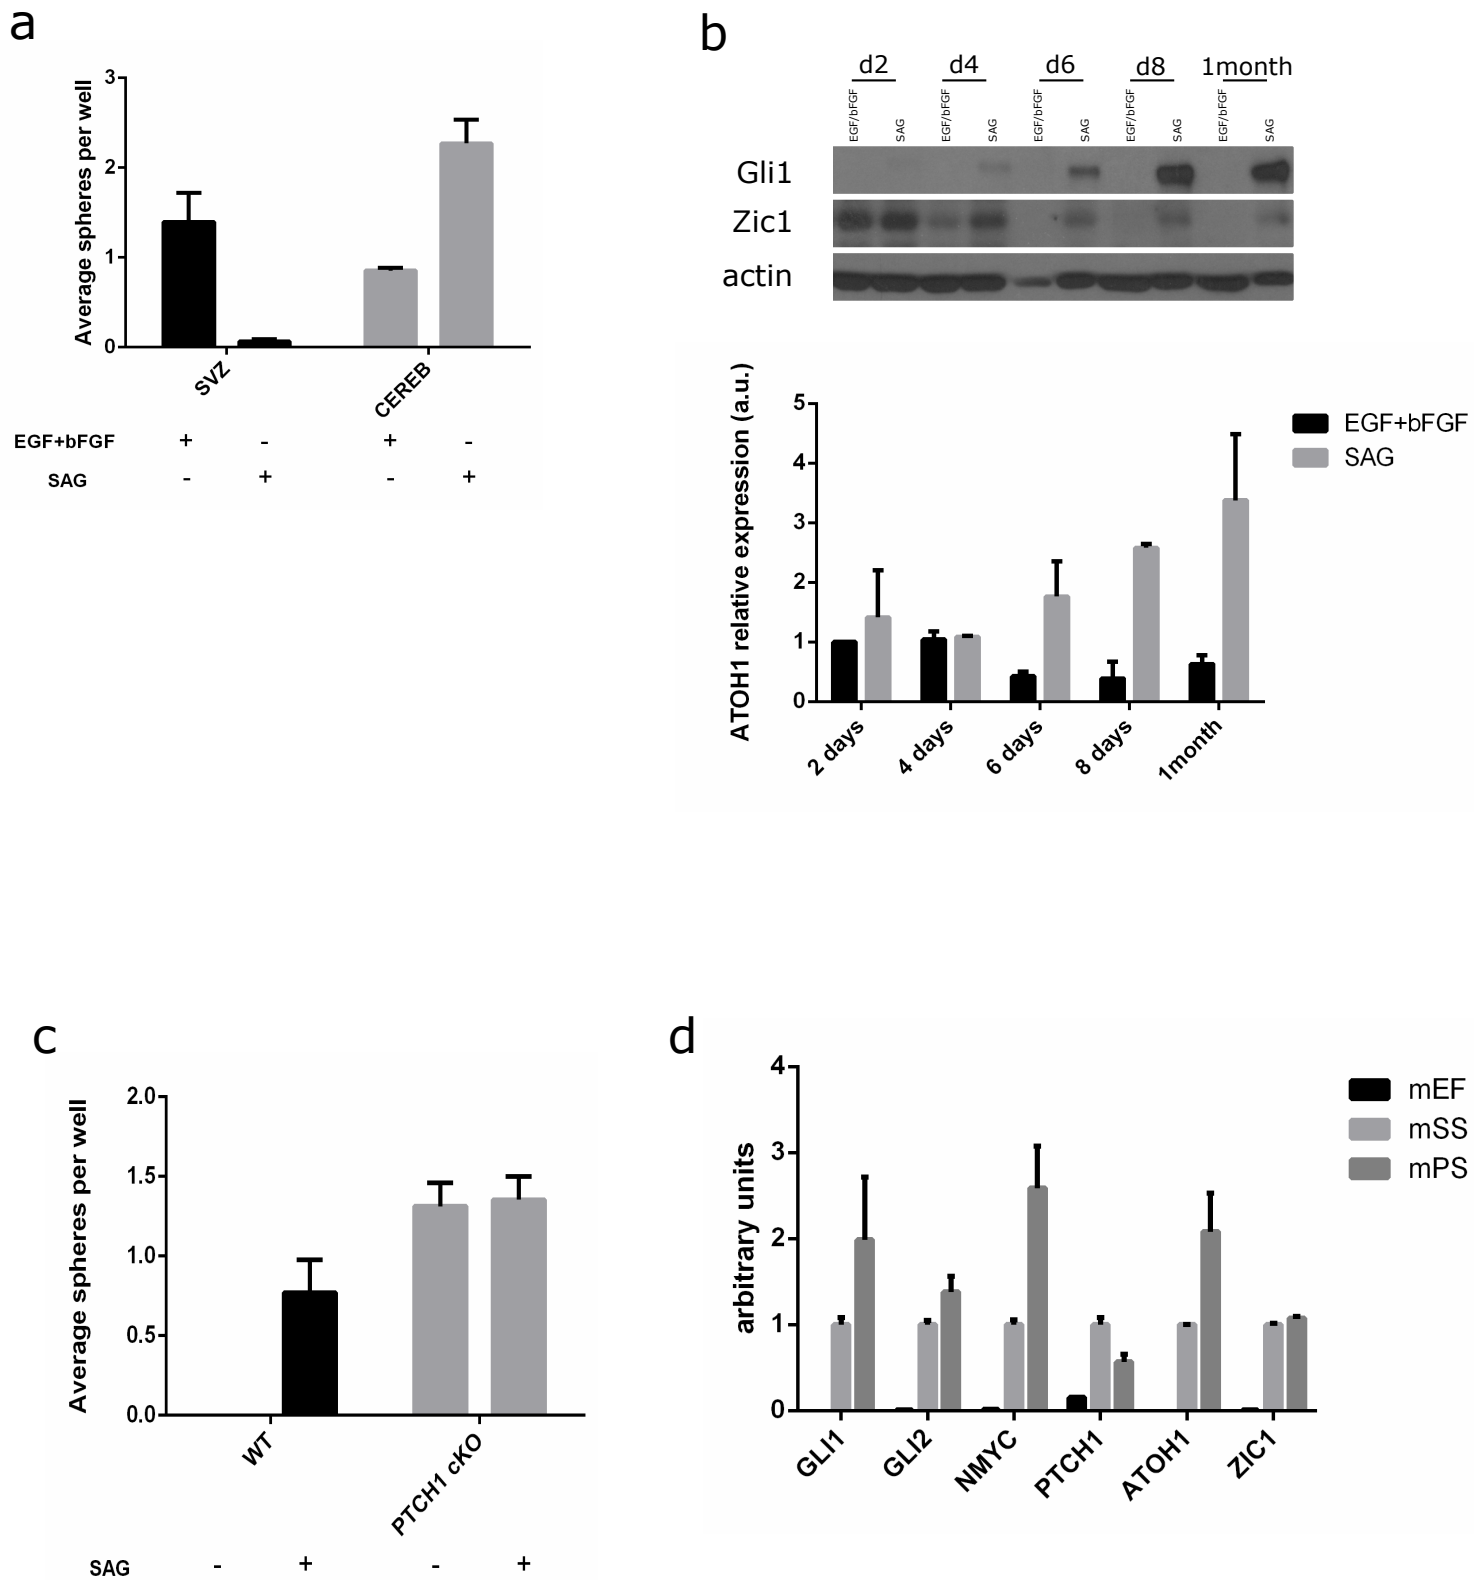 a
Average spheres per well
3
2
1
0
SVZ
CEREB
EGF+bFGF + - + -
SAG - + - +
b
d2 d4 d6 d8 1month
EGF/bFGF SAG EGF/bFGF SAG EGF/bFGF SAG EGF/bFGF SAG EGF/bFGF SAG
Gli1
Zic1
actin
ATOH1 relative expression (a.u.)
5
4
3
2
1
0
2 days
4 days
6 days
8 days
1month
EGF+bFGF
SAG
c
Average spheres per well
2.0
1.5
1.0
0.5
0.0
WT
PTCH1 cKO
SAG - + - +
d
arbitrary units
4
3
2
1
0
GLI1
GLI2
NMYC
PTCH1
ATOH1
ZIC1
mEF
mSS
mPS